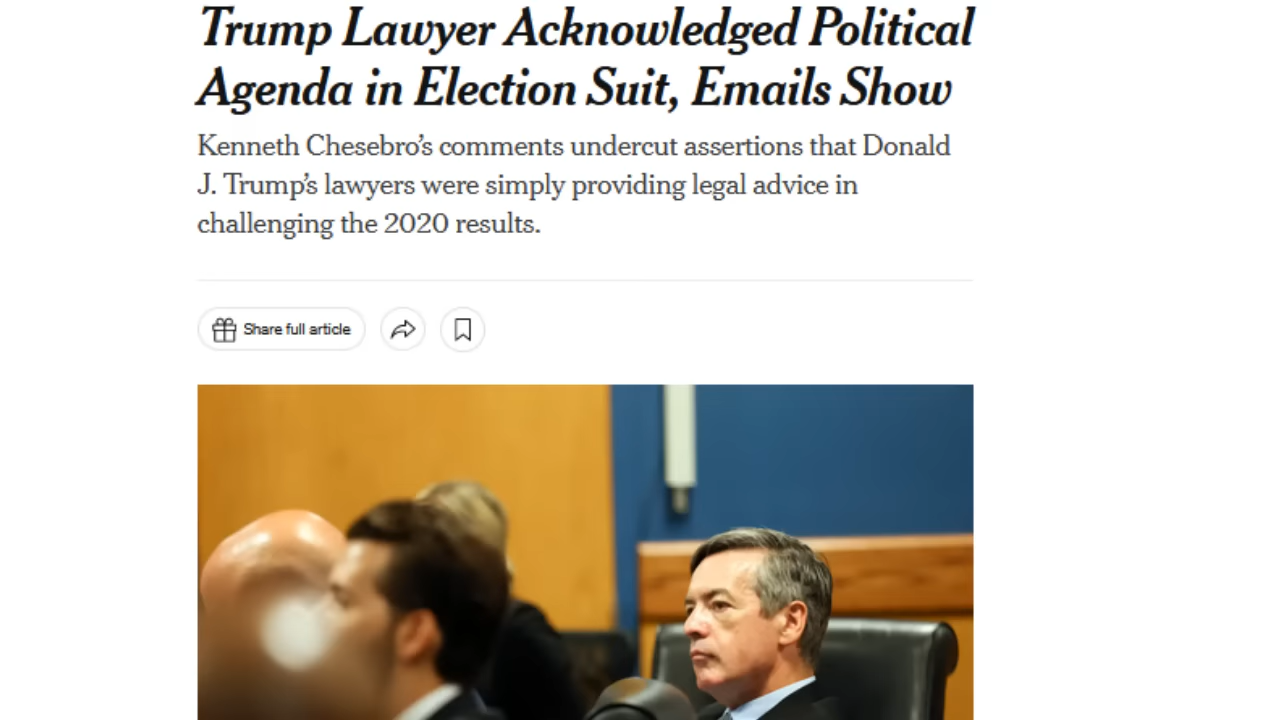 Trump Lawyer Acknowledged Political
Agenda in Election Suit, Emails Show
Kenneth Chesebro’s comments undercut assertions that Donald
J. Trump’s lawyers were simply providing legal advice in
challenging the 2020 results.
Share full article